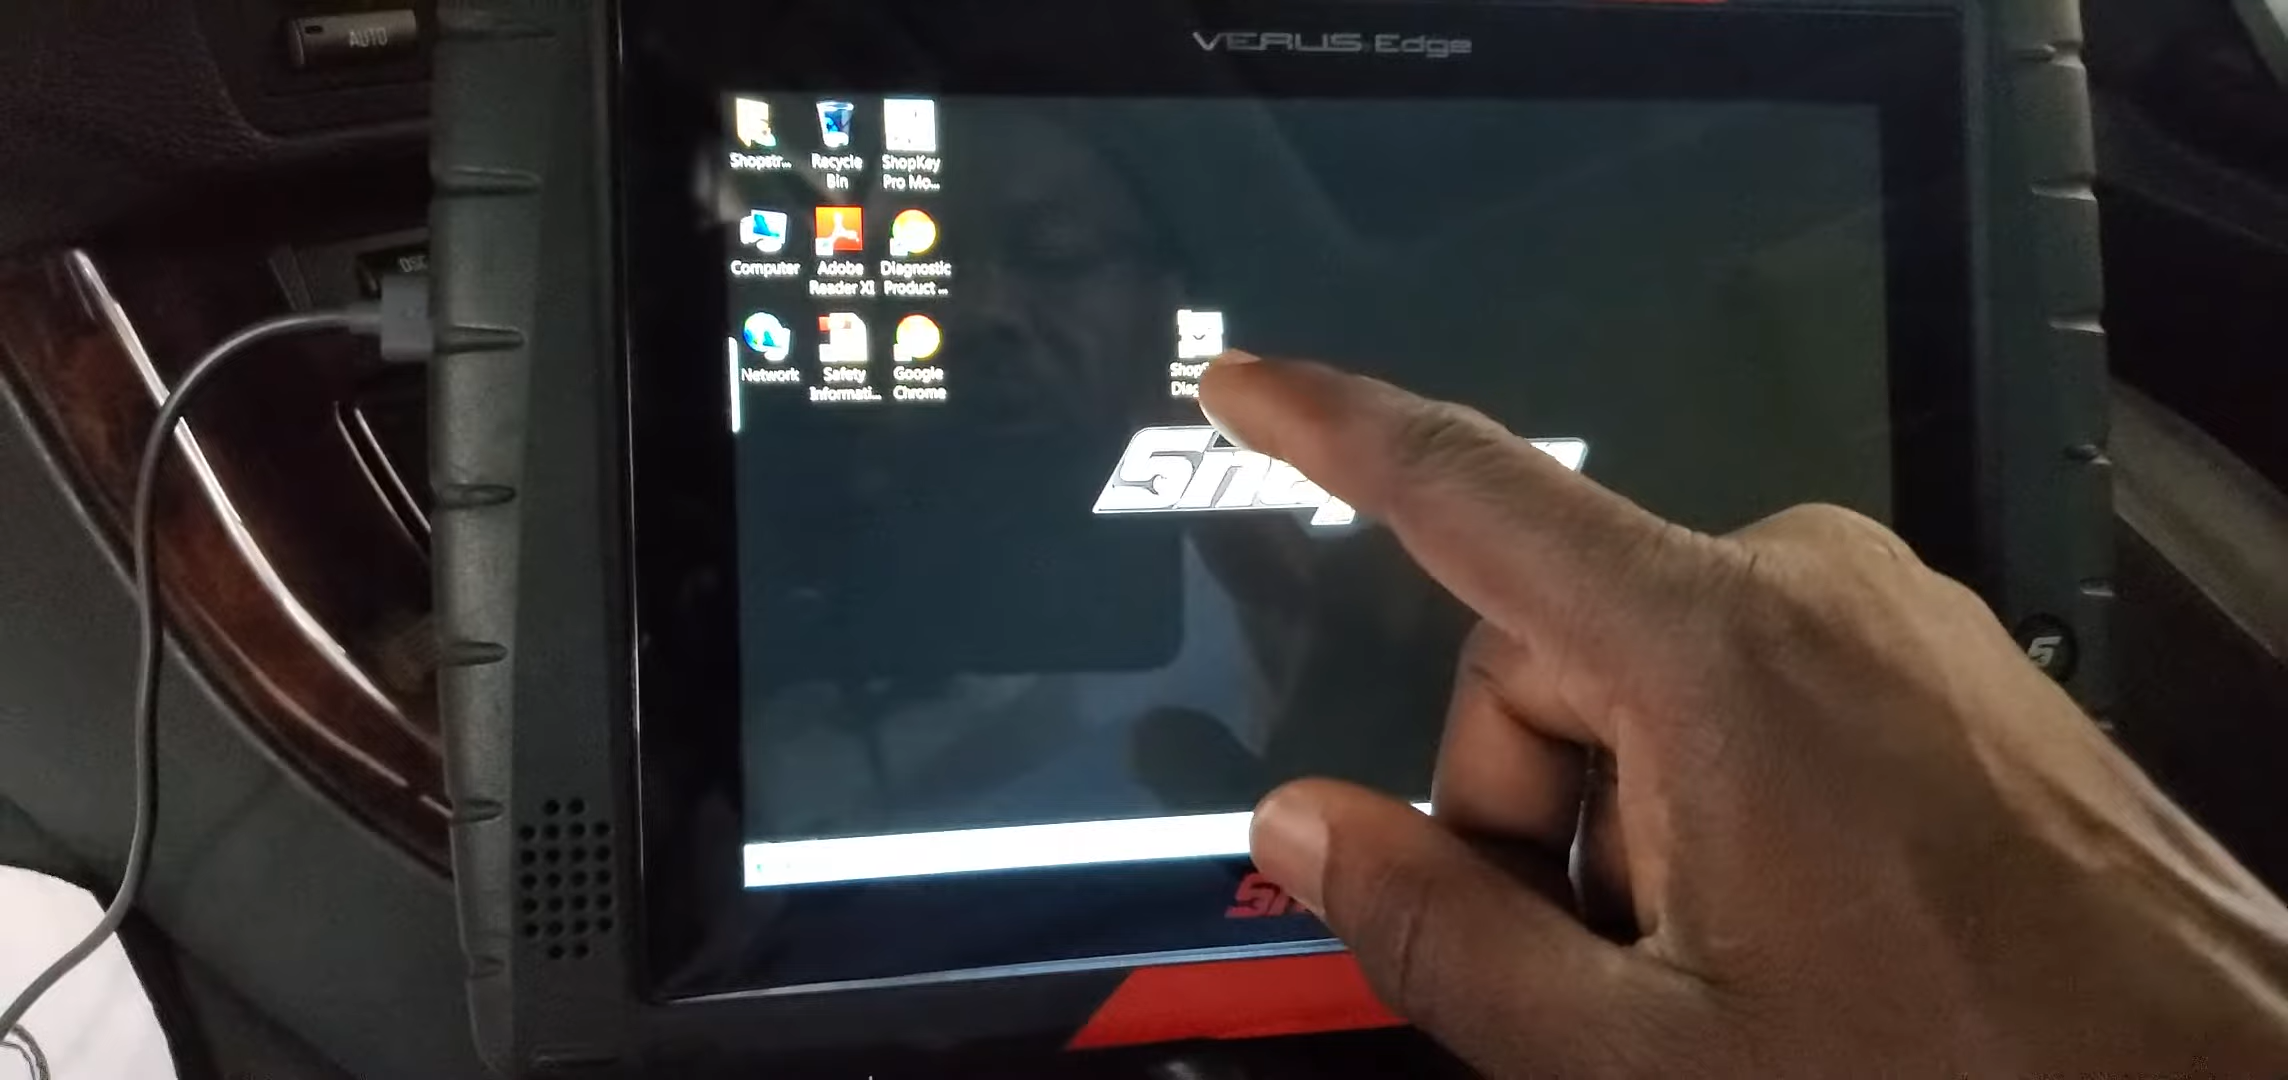 AUTO
VERUS Edge
Shopstr...
Recycle
Bin
ShopKey
Pro Mo...
Computer
Adobe
Reader XI
Diagnostic
Product ...
Network
Safety
Informati...
Google
Chrome